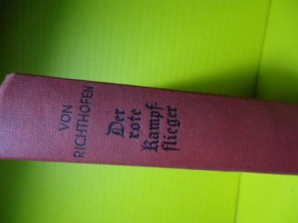 VON
RICHTHOFEN
Der
rote
Kampf-
flieger